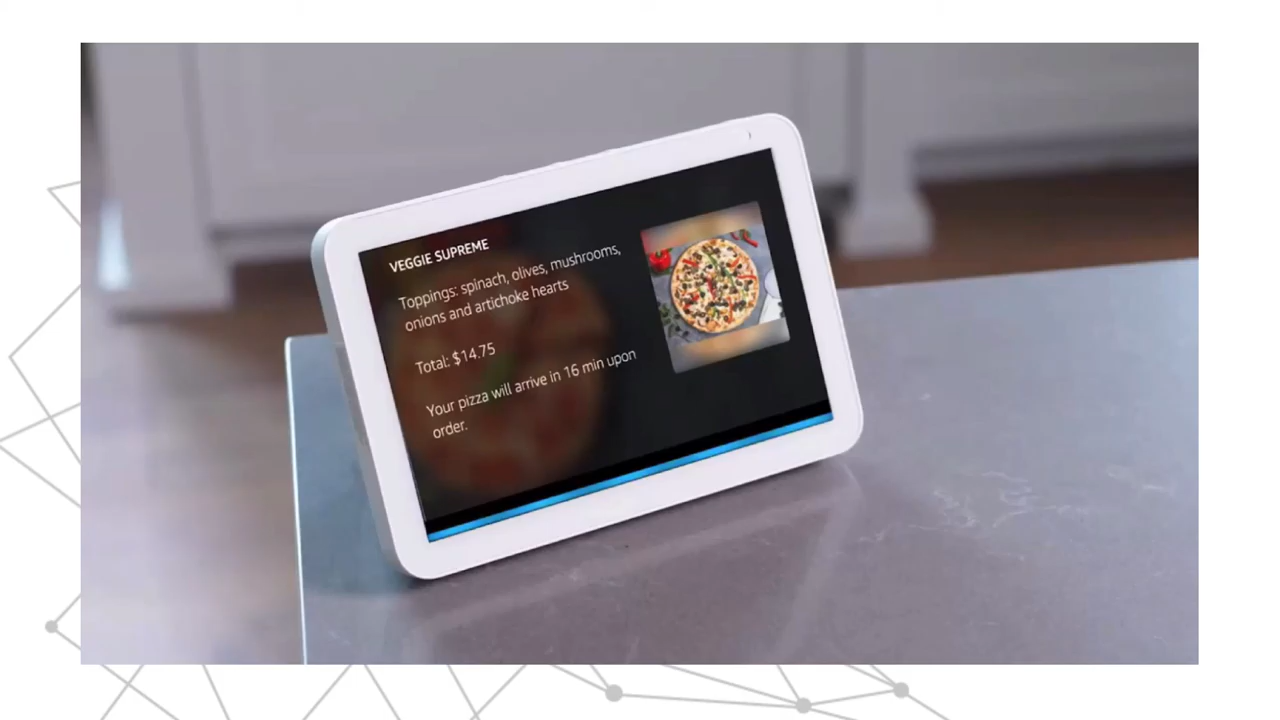 VEGGIE SUPREME
Toppings: spinach, olives, mushrooms,
onions and artichoke hearts
Total: $14.75
Your pizza will arrive in 16 min upon
order.